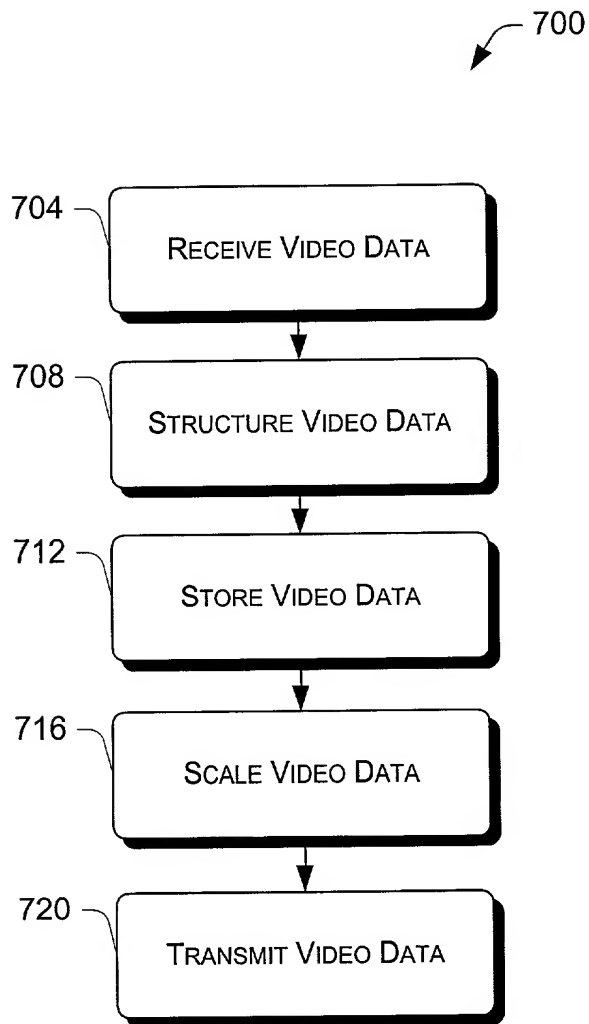 700
704
RECEIVE VIDEO DATA
708
STRUCTURE VIDEO DATA
712
STORE VIDEO DATA
716
SCALE VIDEO DATA
720
TRANSMIT VIDEO DATA